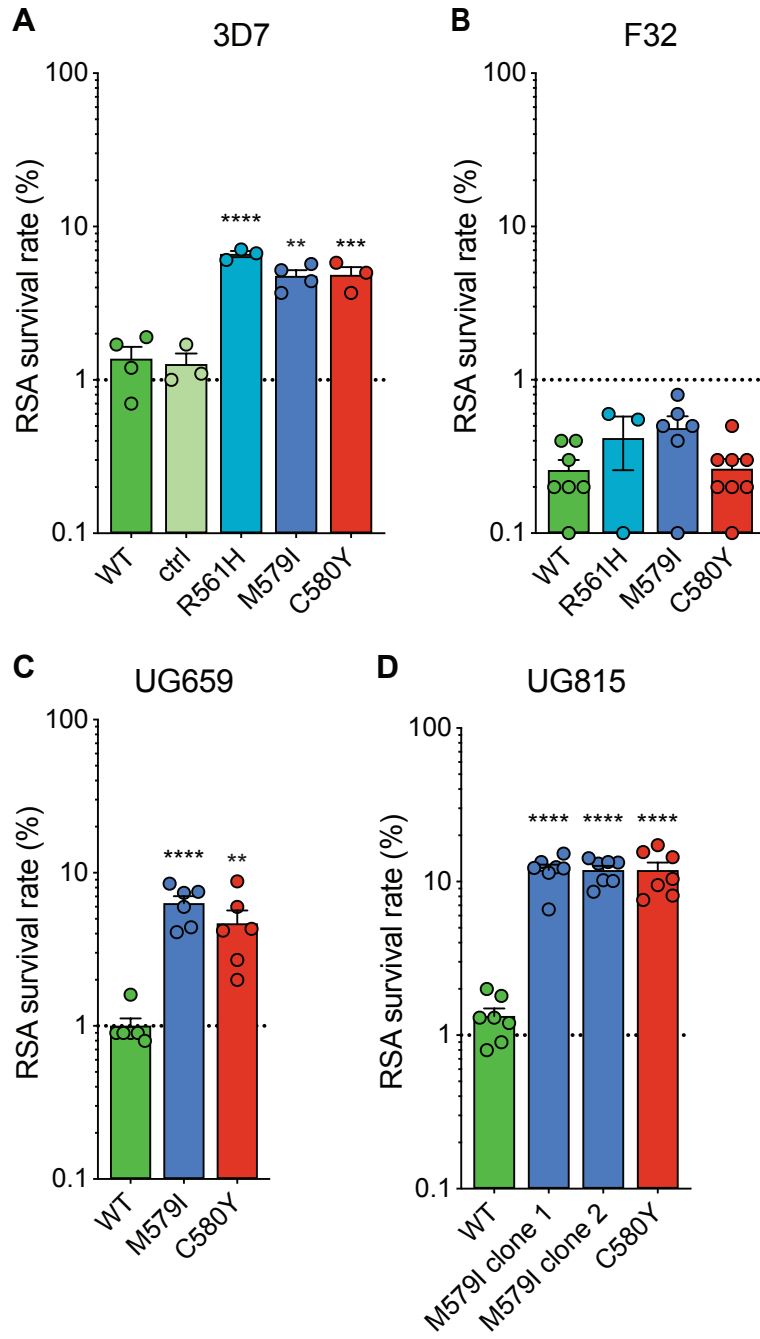 A
3D7
RSA survival rate (%)
100
10
1
0.1
****
**
***
WT
ctrl
R561H
M579I
C580Y
B
F32
RSA survival rate (%)
100
10
1
0.1
WT
R561H
M579I
C580Y
C
UG659
RSA survival rate (%)
100
10
1
0.1
****
**
WT
M579I
C580Y
D
UG815
RSA survival rate (%)
100
10
1
0.1
****
****
****
WT
M579I clone 1
M579I clone 2
C580Y